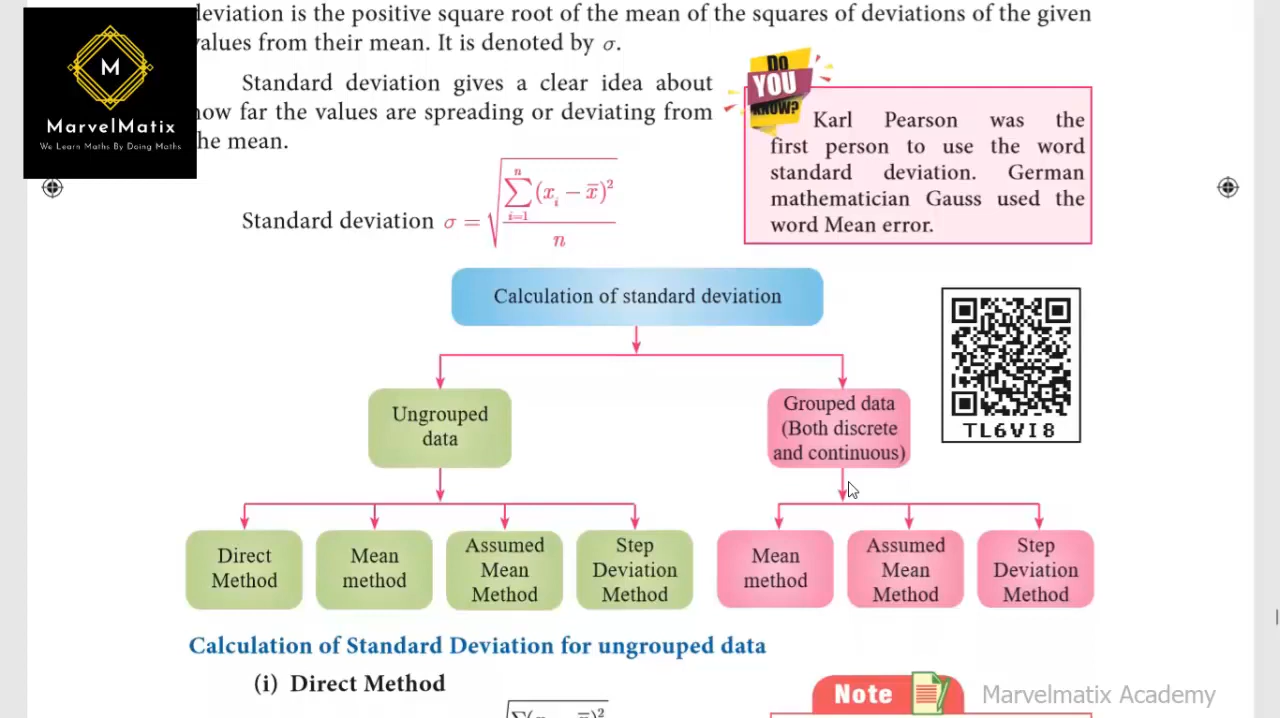 deviation is the positive square root of the mean of the squares of deviations of the given
values from their mean. It is denoted by σ.
M
MarvelMatix
We Learn Maths By Doing Maths
Standard deviation gives a clear idea about
how far the values are spreading or deviating from
the mean.
Standard deviation σ = √(∑ᵢ₌₁ⁿ (xᵢ − x̄)² / n)
DO
YOU
KNOW?
Karl Pearson was the
first person to use the word
standard deviation. German
mathematician Gauss used the
word Mean error.
Calculation of standard deviation
TL6VI8
Ungrouped
data
Grouped data
(Both discrete
and continuous)
Direct
Method
Mean
method
Assumed
Mean
Method
Step
Deviation
Method
Mean
method
Assumed
Mean
Method
Step
Deviation
Method
Calculation of Standard Deviation for ungrouped data
(i) Direct Method
Note
Marvelmatix Academy